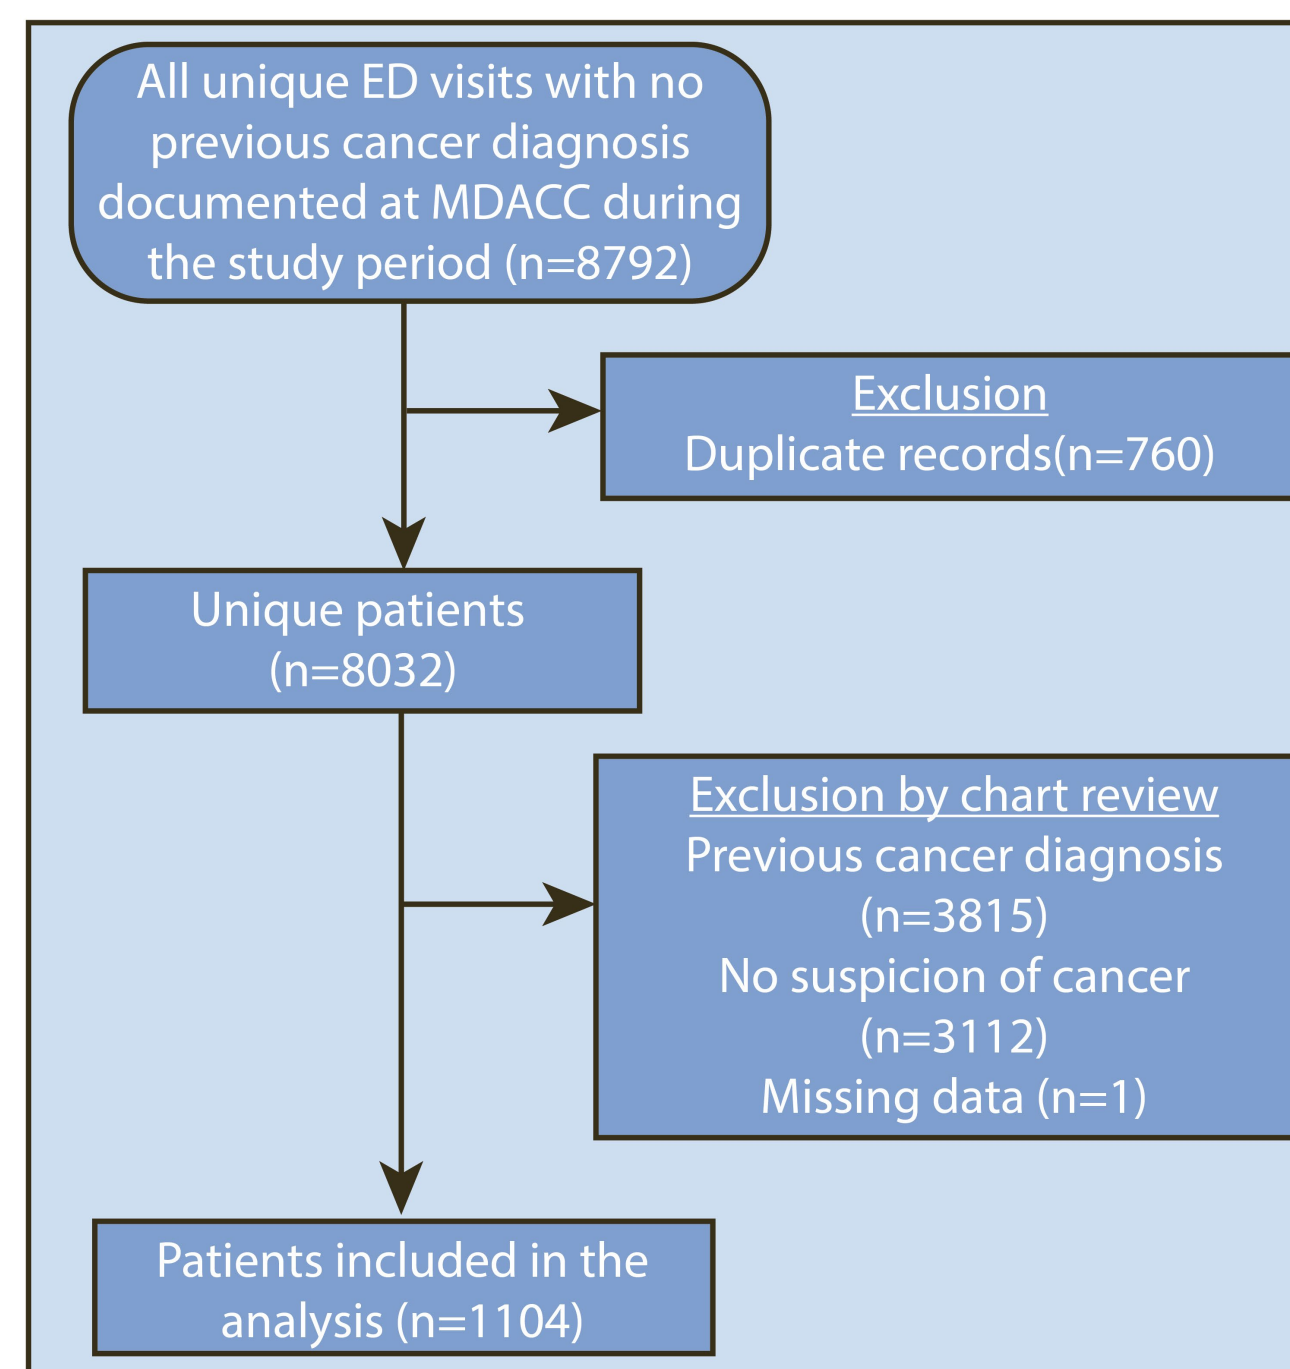 All unique ED visits with no
previous cancer diagnosis
documented at MDACC during
the study period (n=8792)
Exclusion
Duplicate records(n=760)
Unique patients
(n=8032)
Exclusion by chart review
Previous cancer diagnosis
(n=3815)
No suspicion of cancer
(n=3112)
Missing data (n=1)
Patients included in the
analysis (n=1104)